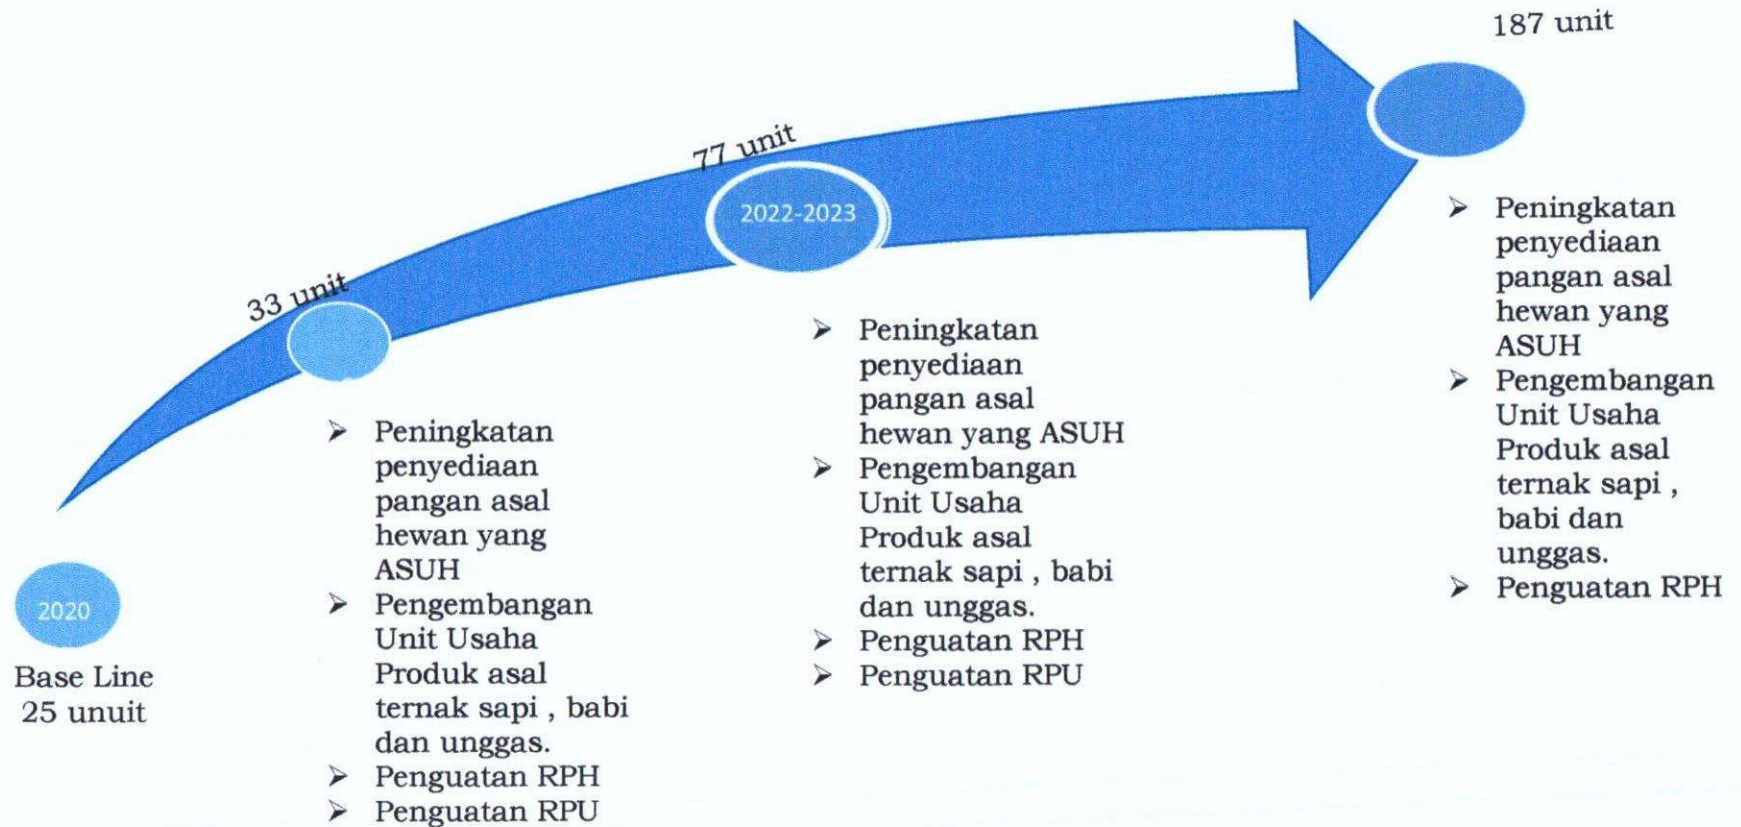 187 unit
77 unit
2022-2023
33 unit
2020
Base Line
25 unuit
➢ Peningkatan
penyediaan
pangan asal
hewan yang
ASUH
➢ Pengembangan
Unit Usaha
Produk asal
ternak sapi , babi
dan unggas.
➢ Penguatan RPH
➢ Penguatan RPU
➢ Peningkatan
penyediaan
pangan asal
hewan yang ASUH
➢ Pengembangan
Unit Usaha
Produk asal
ternak sapi , babi
dan unggas.
➢ Penguatan RPH
➢ Penguatan RPU
➢ Peningkatan
penyediaan
pangan asal
hewan yang
ASUH
➢ Pengembangan
Unit Usaha
Produk asal
ternak sapi ,
babi dan
unggas.
➢ Penguatan RPH